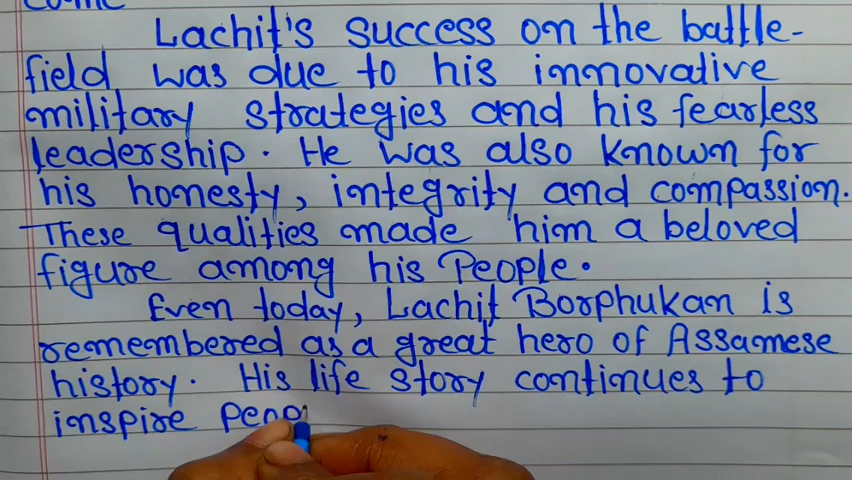 Lachit's success on the battle-
field was due to his innovative
military strategies and his fearless
leadership. He was also known for
his honesty, integrity and compassion.
These qualities made him a beloved
figure among his People.
Even today, Lachit Borphukan is
remembered as a great hero of Assamese
history. His life story continues to
inspire Peop